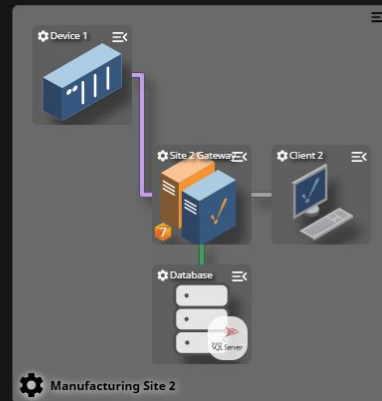 Device 1
Site 2 Gateway
Client 2
7
Database
SQL Server
Manufacturing Site 2